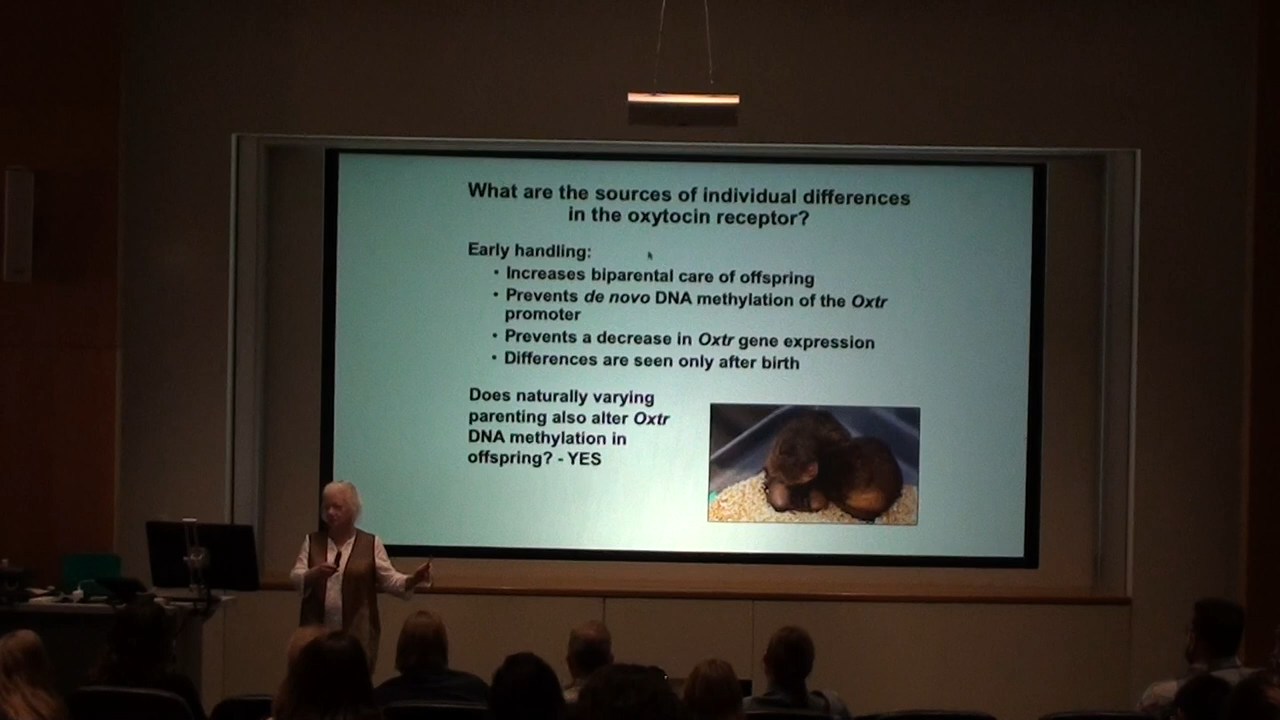 What are the sources of individual differences
in the oxytocin receptor?
Early handling:
• Increases biparental care of offspring
• Prevents de novo DNA methylation of the Oxtr
promoter
• Prevents a decrease in Oxtr gene expression
• Differences are seen only after birth
Does naturally varying
parenting also alter Oxtr
DNA methylation in
offspring? - YES